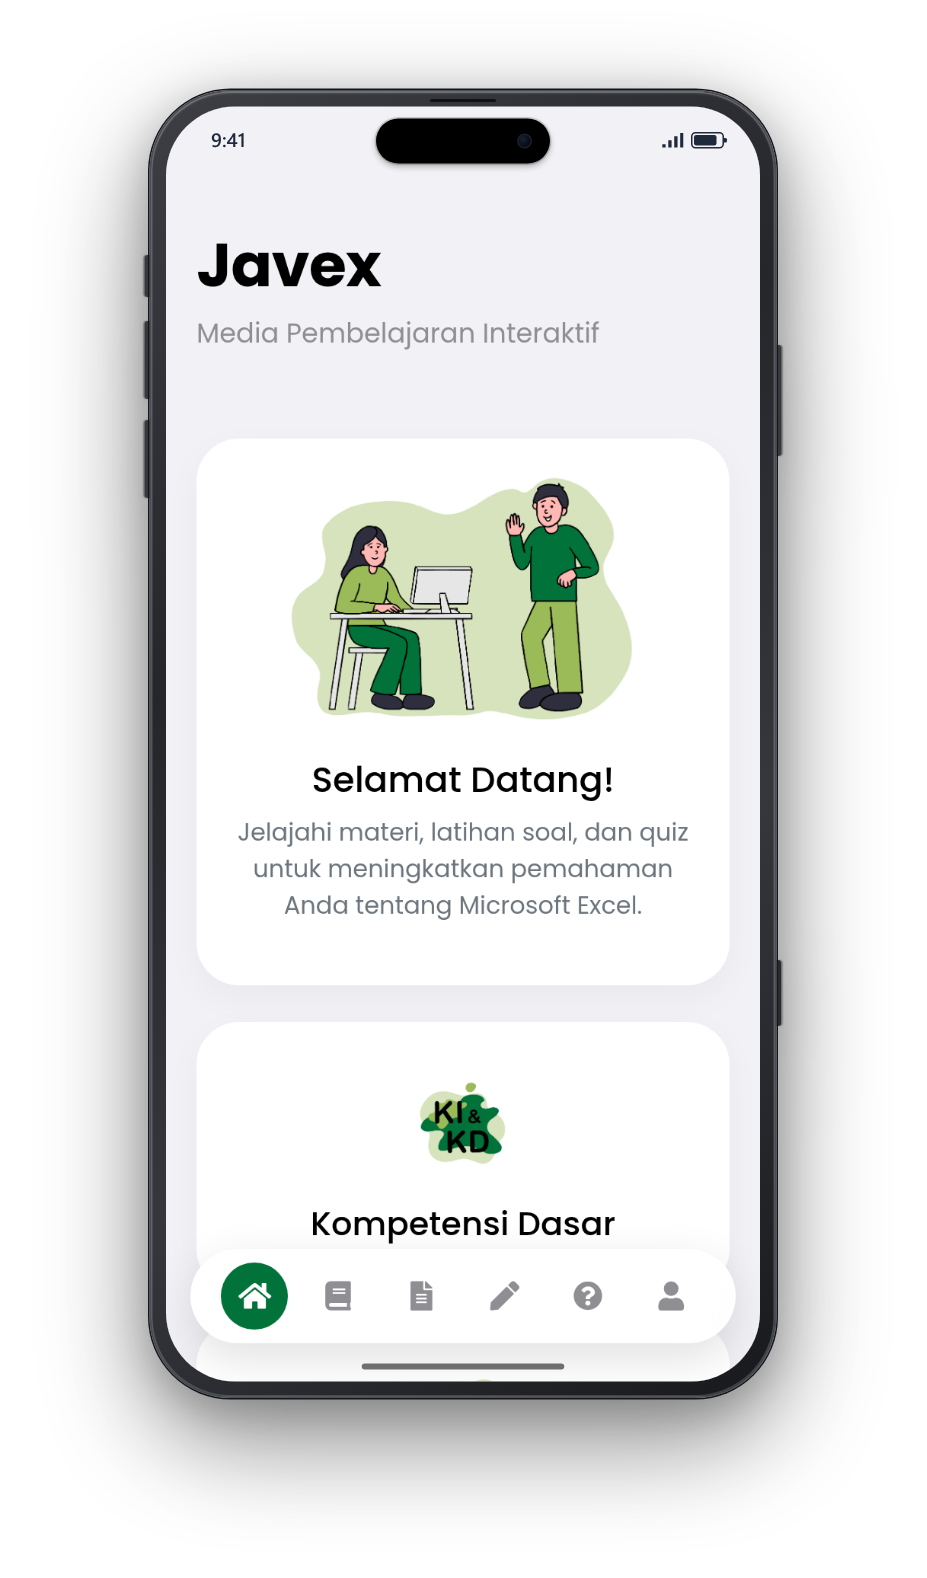 9:41
Javex
Media Pembelajaran Interaktif
Selamat Datang!
Jelajahi materi, latihan soal, dan quiz
untuk meningkatkan pemahaman
Anda tentang Microsoft Excel.
KI &
KD
Kompetensi Dasar